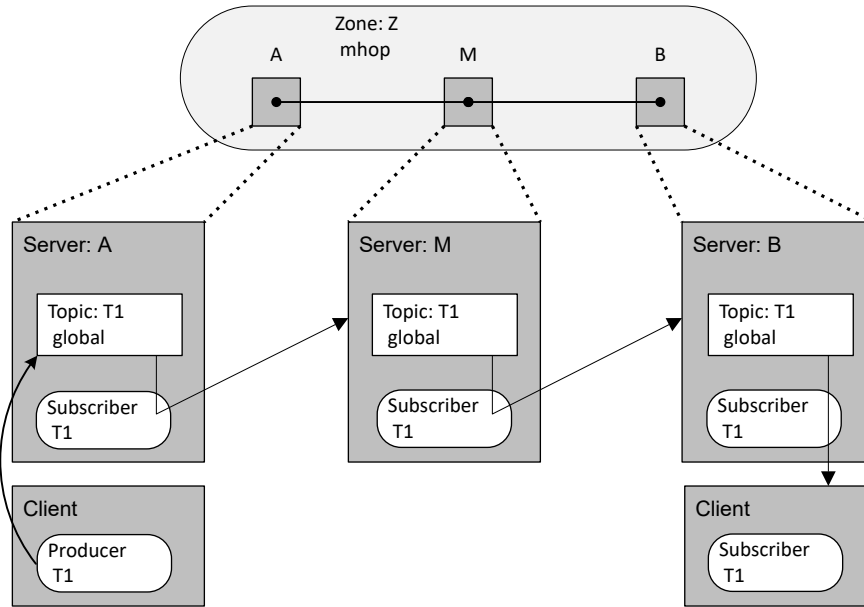 Zone: Z
mhop
A
M
B
Server: A
Topic: T1
global
Subscriber
T1
Server: M
Topic: T1
global
Subscriber
T1
Server: B
Topic: T1
global
Subscriber
T1
Client
Producer
T1
Client
Subscriber
T1